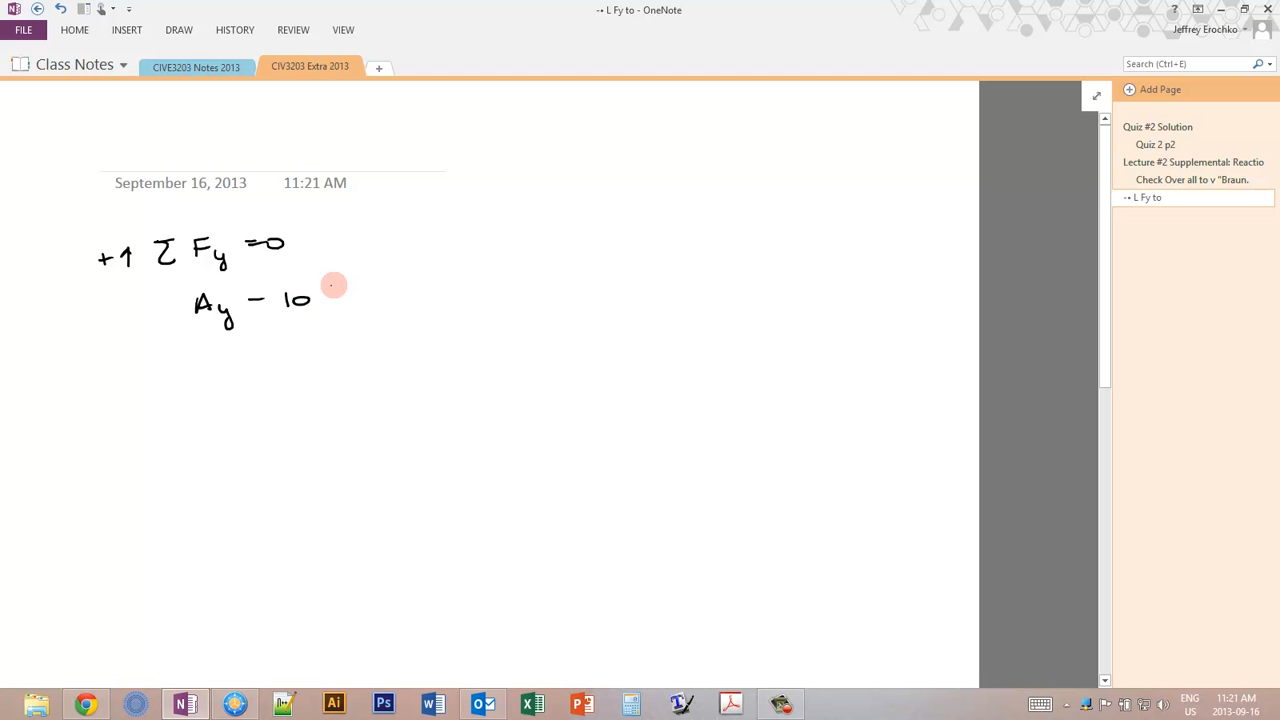 -• L Fy to - OneNote
?
FILE HOME INSERT DRAW HISTORY REVIEW VIEW
Jeffrey Erochko
Class Notes CIVE3203 Notes 2013 CIV3203 Extra 2013 +
Search (Ctrl+E)
Add Page
Quiz #2 Solution
Quiz 2 p2
Lecture #2 Supplemental: Reactio
Check Over all to v "Braun.
-• L Fy to
September 16, 2013 11:21 AM
+↑ Σ Fy =0
Ay - 10
Ai Ps
ENG
US
11:21 AM
2013-09-16